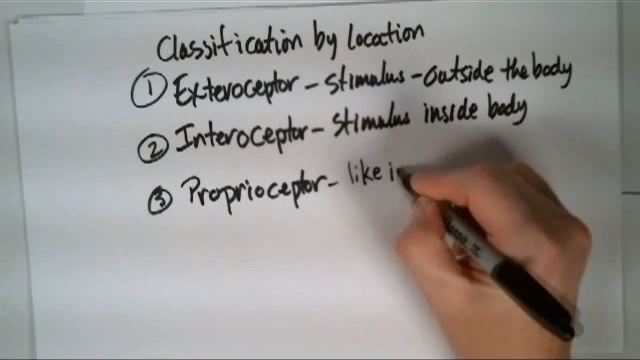 Classification by location
① Exteroceptor - stimulus - outside the body
② Interoceptor - stimulus inside body
③ Proprioceptor - like i